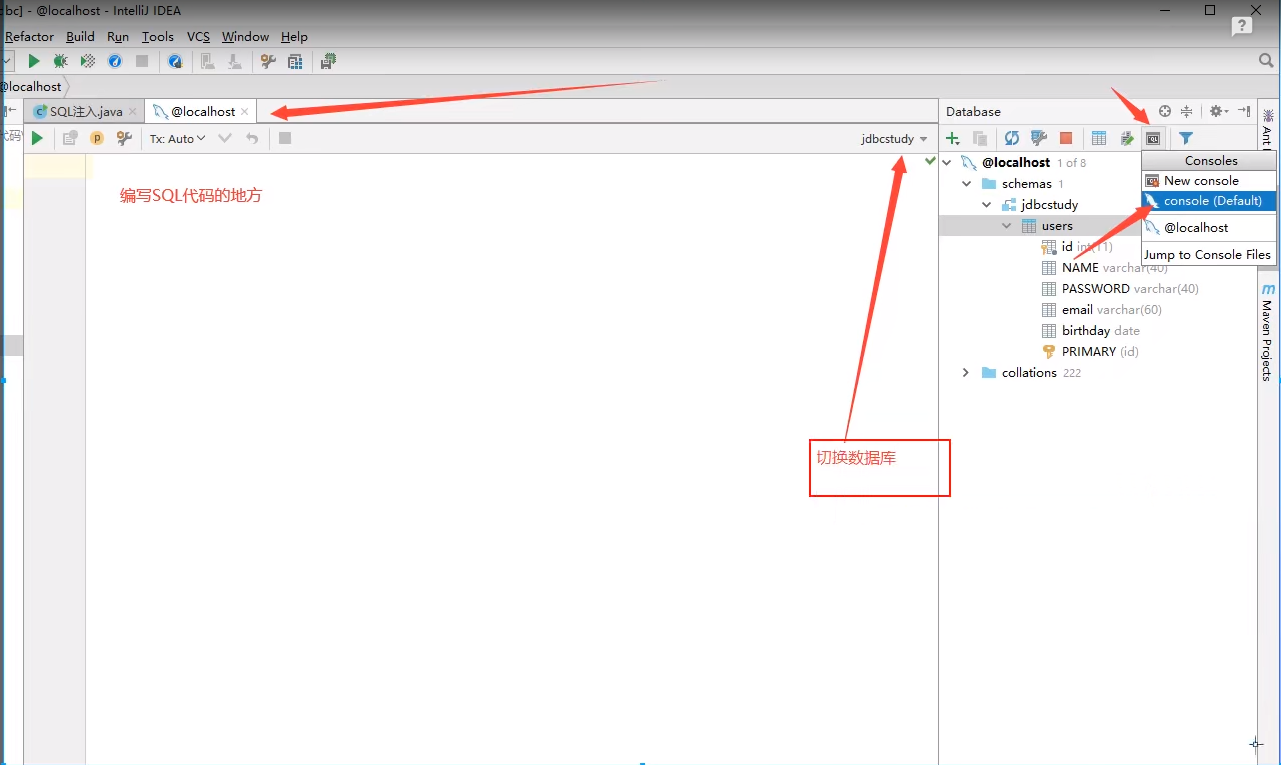 bc] - @localhost - IntelliJ IDEA
Refactor Build Run Tools VCS Window Help
@localhost
SQL注入.java
@localhost
Database
代码
Tx: Auto
jdbcstudy
编写SQL代码的地方
切换数据库
@localhost 1 of 8
schemas 1
jdbcstudy
users
id int(11)
NAME varchar(40)
PASSWORD varchar(40)
email varchar(60)
birthday date
PRIMARY (id)
collations 222
Consoles
New console
console (Default)
@localhost
Jump to Console Files
Ant
Maven Projects